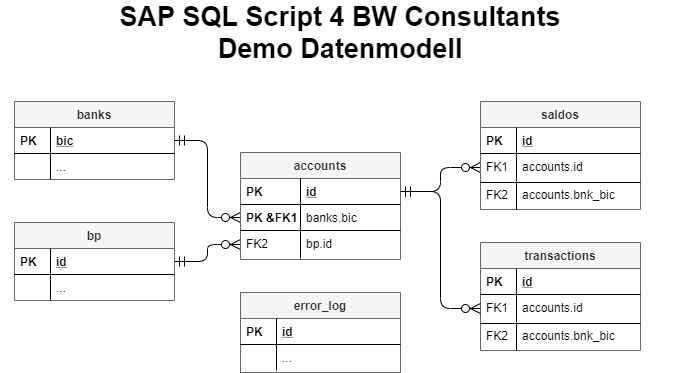 SAP SQL Script 4 BW Consultants
Demo Datenmodell
banks
PK bic
...
bp
PK id
...
accounts
PK id
PK &FK1 banks.bic
FK2 bp.id
error_log
PK id
...
saldos
PK id
FK1 accounts.id
FK2 accounts.bnk_bic
transactions
PK id
FK1 accounts.id
FK2 accounts.bnk_bic